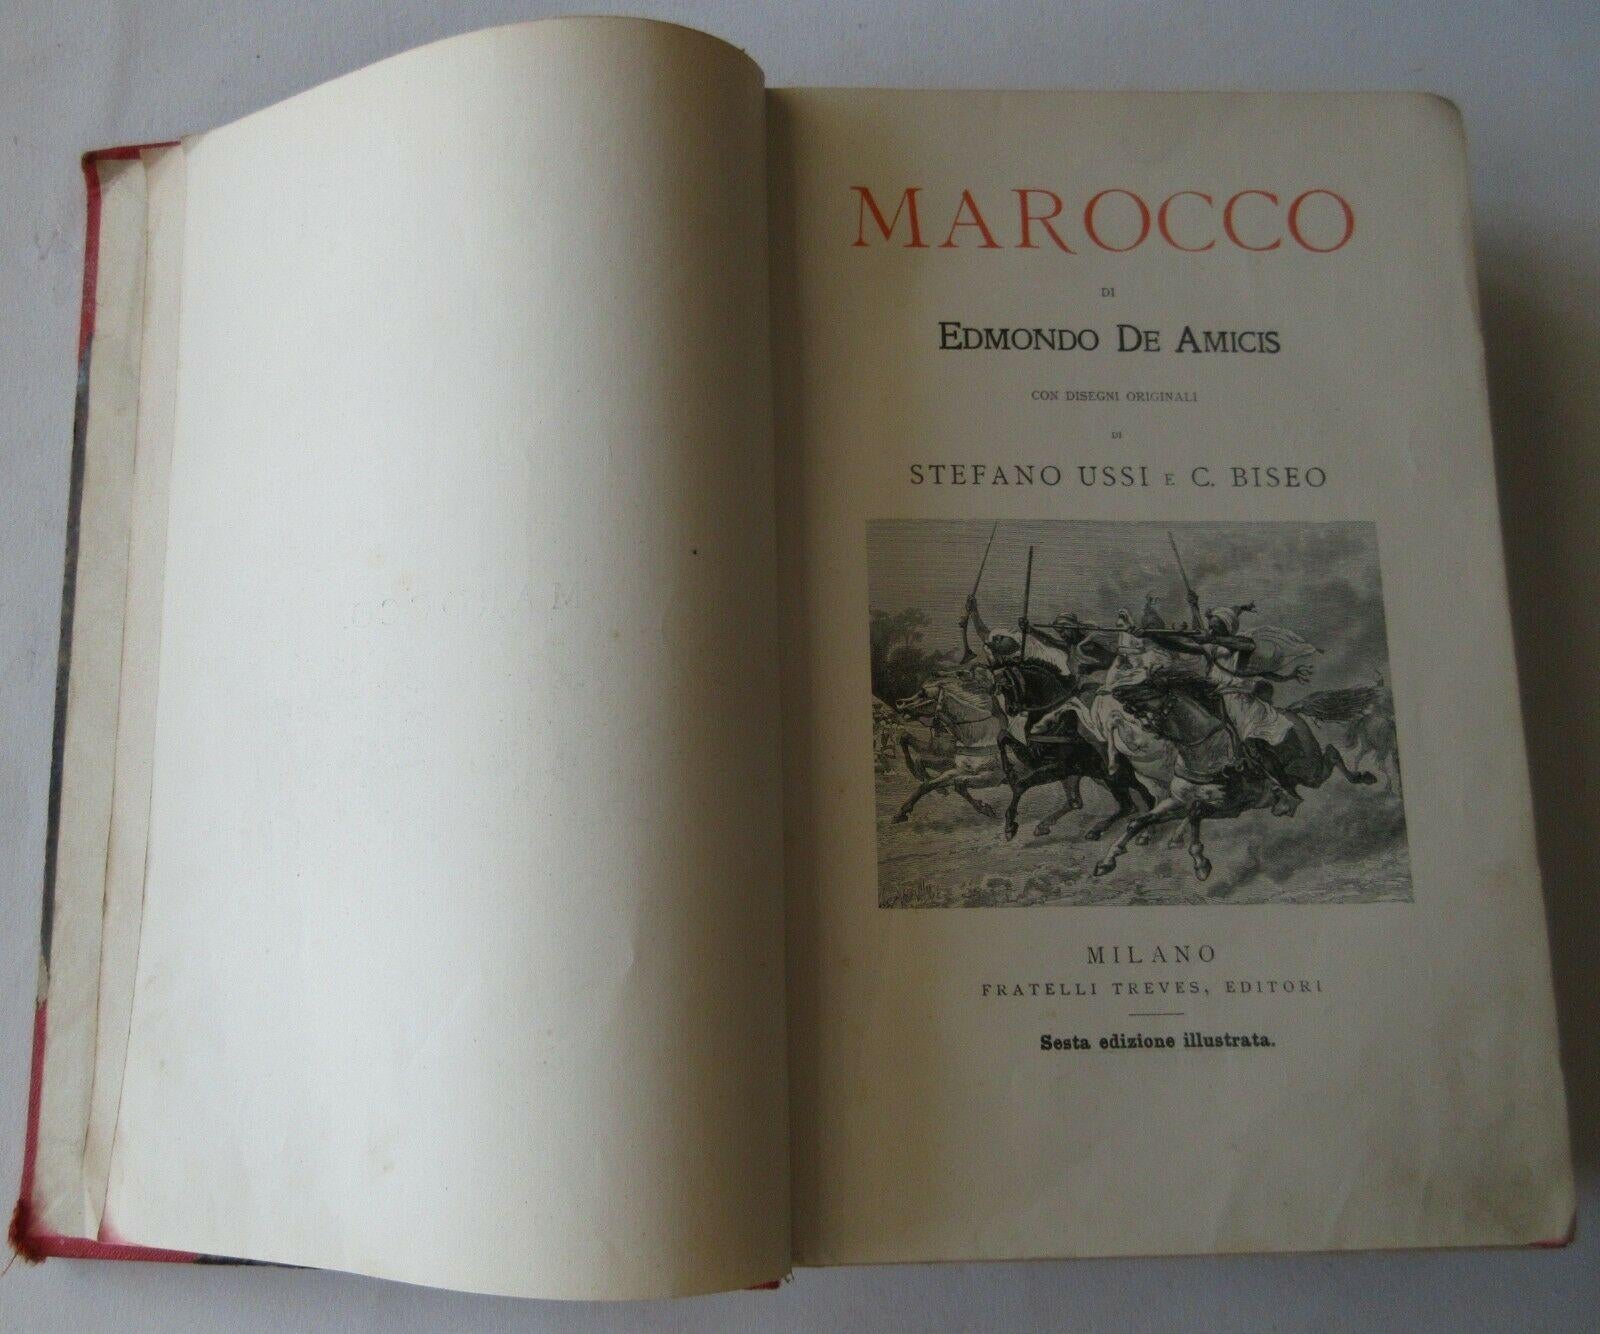 MAROCCO
DI
EDMONDO DE AMICIS
CON DISEGNI ORIGINALI
DI
STEFANO USSI E C. BISEO
MILANO
FRATELLI TREVES, EDITORI
Sesta edizione illustrata.